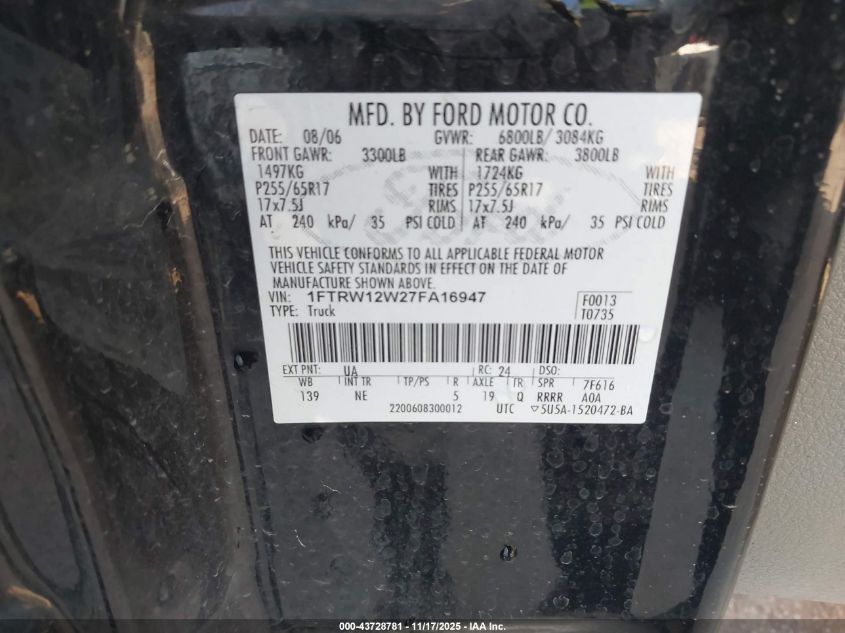 MFD. BY FORD MOTOR CO.
DATE: 08/06 GVWR: 6800LB/ 3084KG
FRONT GAWR: 3300LB REAR GAWR: 3800LB
1497KG WITH 1724KG WITH
P255/65R17 TIRES P255/65R17 TIRES
17x7.5J RIMS 17x7.5J RIMS
AT 240 kPa/ 35 PSI COLD AT 240 kPa/ 35 PSI COLD
THIS VEHICLE CONFORMS TO ALL APPLICABLE FEDERAL MOTOR
VEHICLE SAFETY STANDARDS IN EFFECT ON THE DATE OF
MANUFACTURE SHOWN ABOVE.
VIN: 1FTRW12W27FA16947 F0013
TYPE: Truck T0735
EXT PNT: UA RC: 24 DSO:
WB INT TR TP/PS R AXLE TR SPR 7F616
139 NE 5 19 Q RRRR A0A
2200608300012 UTC ▽5U5A-1520472-BA
000-43728781 - 11/17/2025 - IAA Inc.